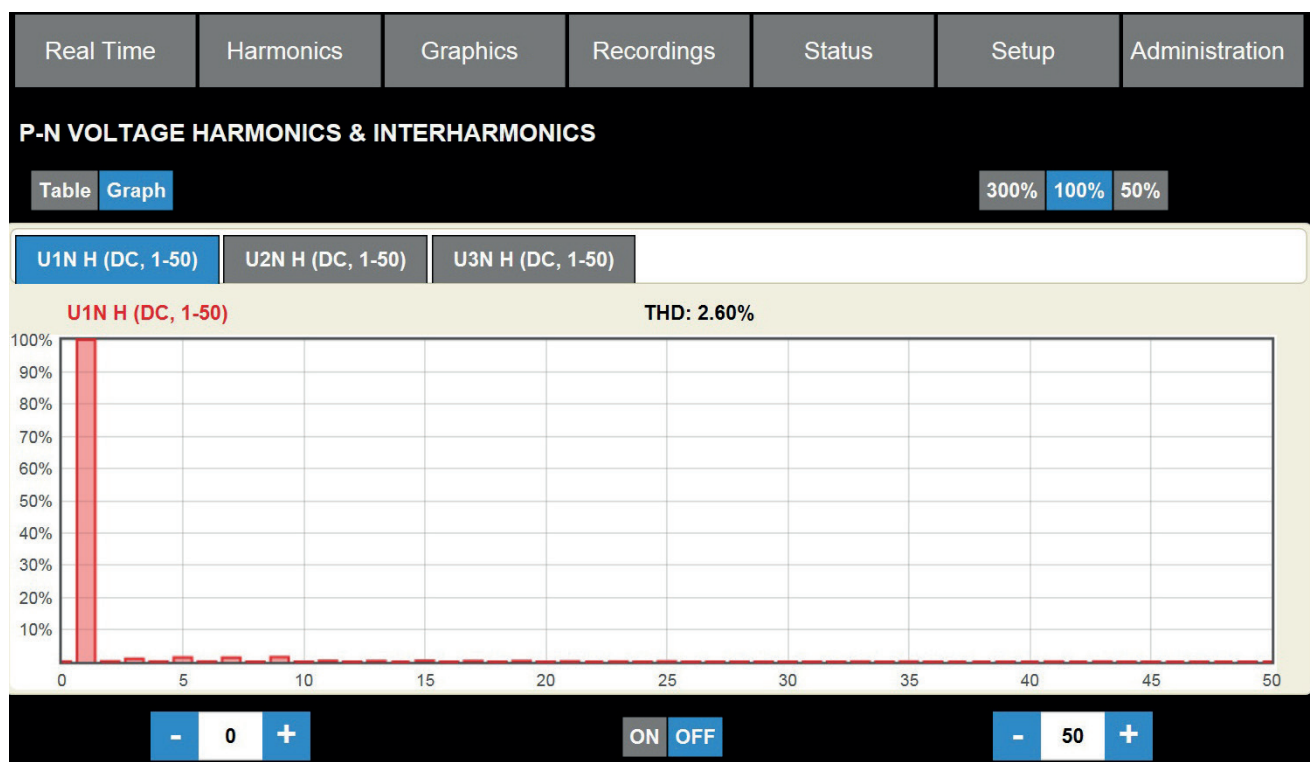 Real Time Harmonics Graphics Recordings Status Setup Administration
P-N VOLTAGE HARMONICS & INTERHARMONICS
Table Graph 300% 100% 50%
U1N H (DC, 1-50) U2N H (DC, 1-50) U3N H (DC, 1-50)
U1N H (DC, 1-50) THD: 2.60%
100%
90%
80%
70%
60%
50%
40%
30%
20%
10%
0 5 10 15 20 25 30 35 40 45 50
- 0 + ON OFF - 50 +